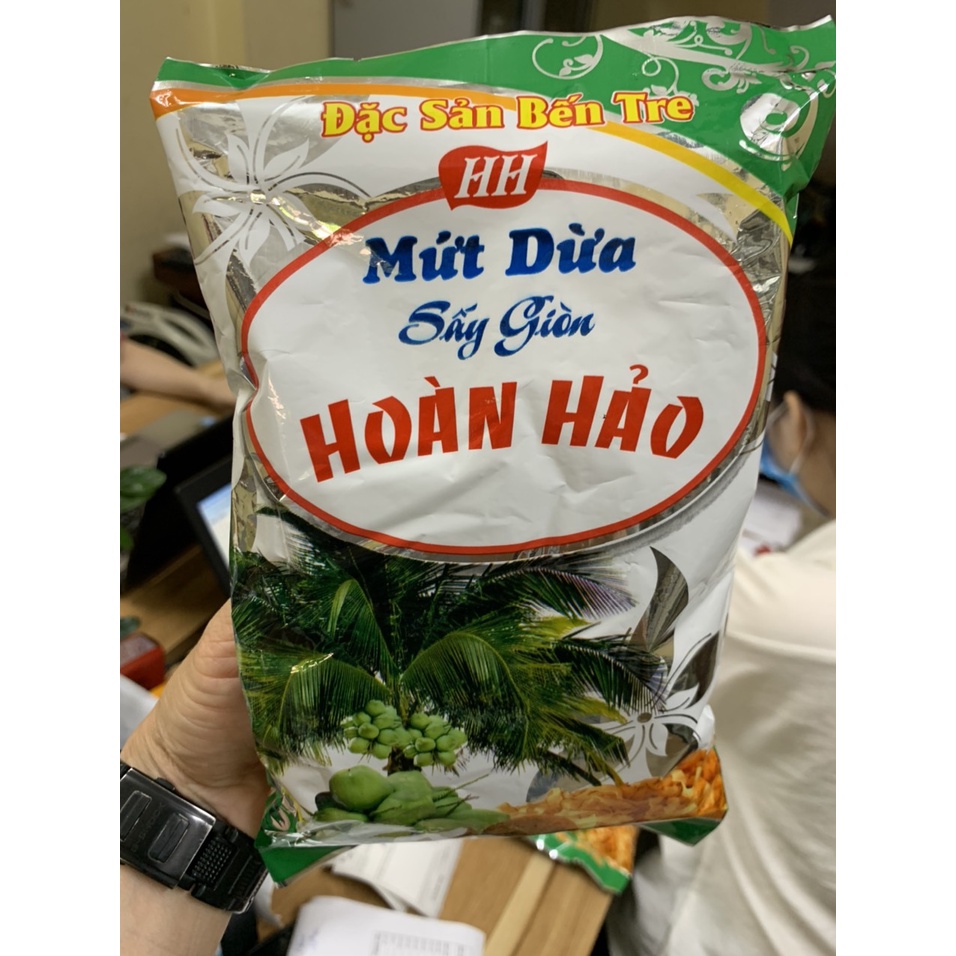 Đặc Sản Bến Tre
HH
Mứt Dừa
Sấy Giòn
HOÀN HẢO